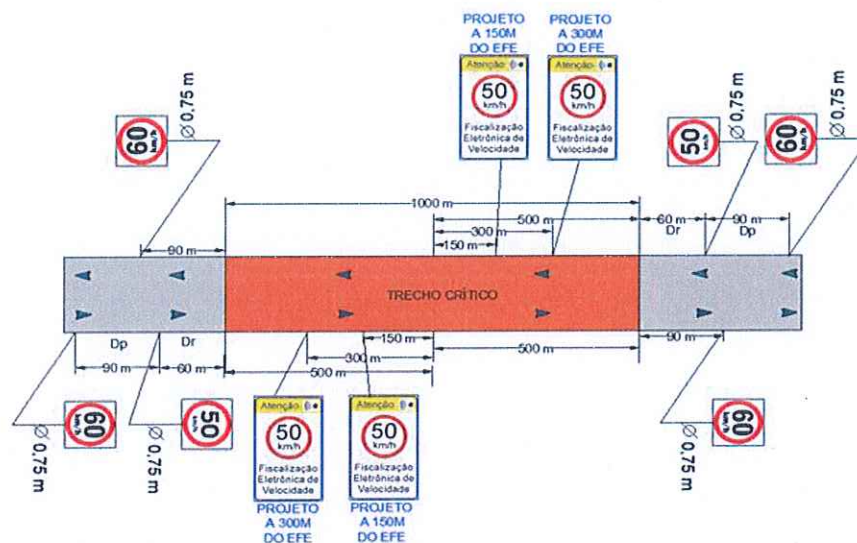 PROJETO
A 150M
DO EFE
PROJETO
A 300M
DO EFE
Atenção
50
km/h
Fiscalização
Eletrônica de
Velocidade
Atenção
50
km/h
Fiscalização
Eletrônica de
Velocidade
60
km/h
Ø 0,75 m
50
km/h
Ø 0,75 m
60
km/h
Ø 0,75 m
1000 m
500 m
300 m
150 m
60 m
Dr
90 m
Dp
90 m
TRECHO CRÍTICO
150 m
300 m
500 m
500 m
90 m
Dp
90 m
Dr
60 m
Ø 0,75 m
60
km/h
Ø 0,75 m
50
km/h
Atenção
50
km/h
Fiscalização
Eletrônica de
Velocidade
PROJETO
A 300M
DO EFE
Atenção
50
km/h
Fiscalização
Eletrônica de
Velocidade
PROJETO
A 150M
DO EFE
Ø 0,75 m
60
km/h